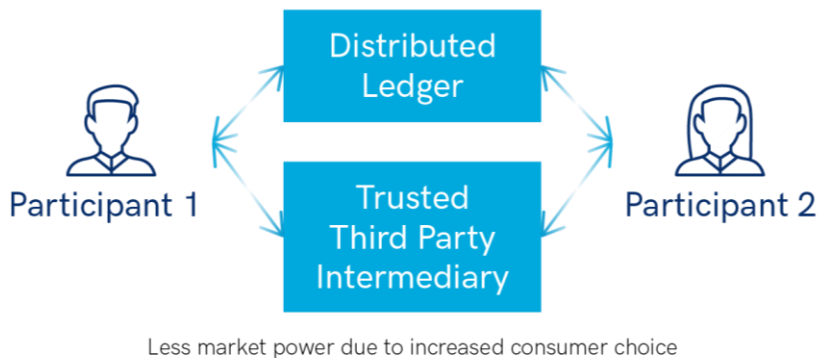 Distributed
Ledger
Participant 1
Participant 2
Trusted
Third Party
Intermediary
Less market power due to increased consumer choice